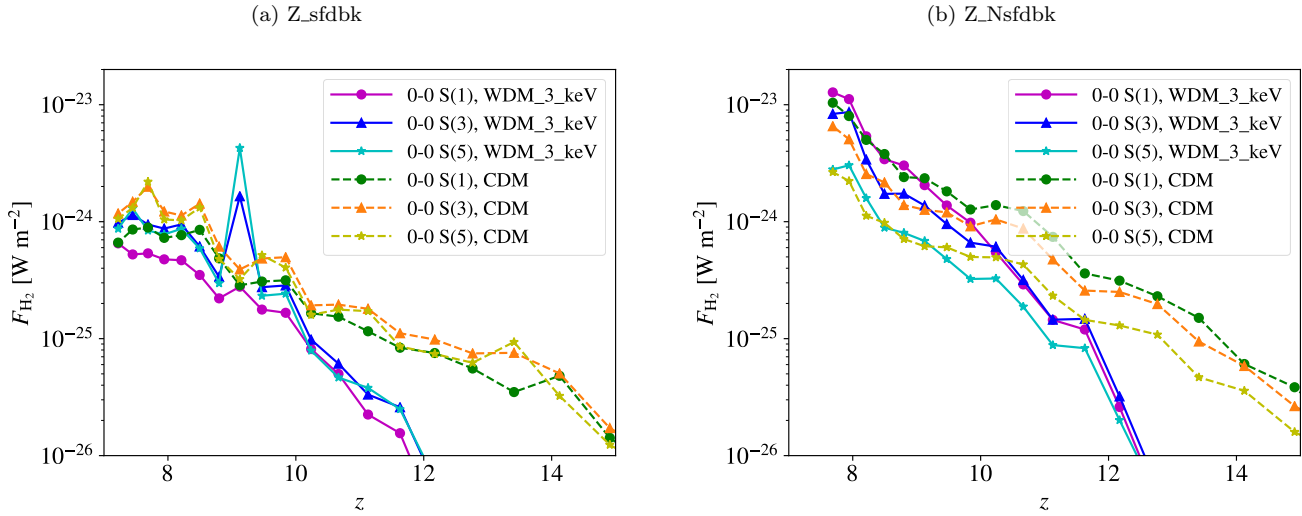 (a) Z_sfdbk
(b) Z_Nsfdbk
10⁻²³
10⁻²⁴
10⁻²⁵
10⁻²⁶
F_H₂ [W m⁻²]
0-0 S(1), WDM_3_keV
0-0 S(3), WDM_3_keV
0-0 S(5), WDM_3_keV
0-0 S(1), CDM
0-0 S(3), CDM
0-0 S(5), CDM
8 10 12 14
z
10⁻²³
10⁻²⁴
10⁻²⁵
10⁻²⁶
F_H₂ [W m⁻²]
0-0 S(1), WDM_3_keV
0-0 S(3), WDM_3_keV
0-0 S(5), WDM_3_keV
0-0 S(1), CDM
0-0 S(3), CDM
0-0 S(5), CDM
8 10 12 14
z